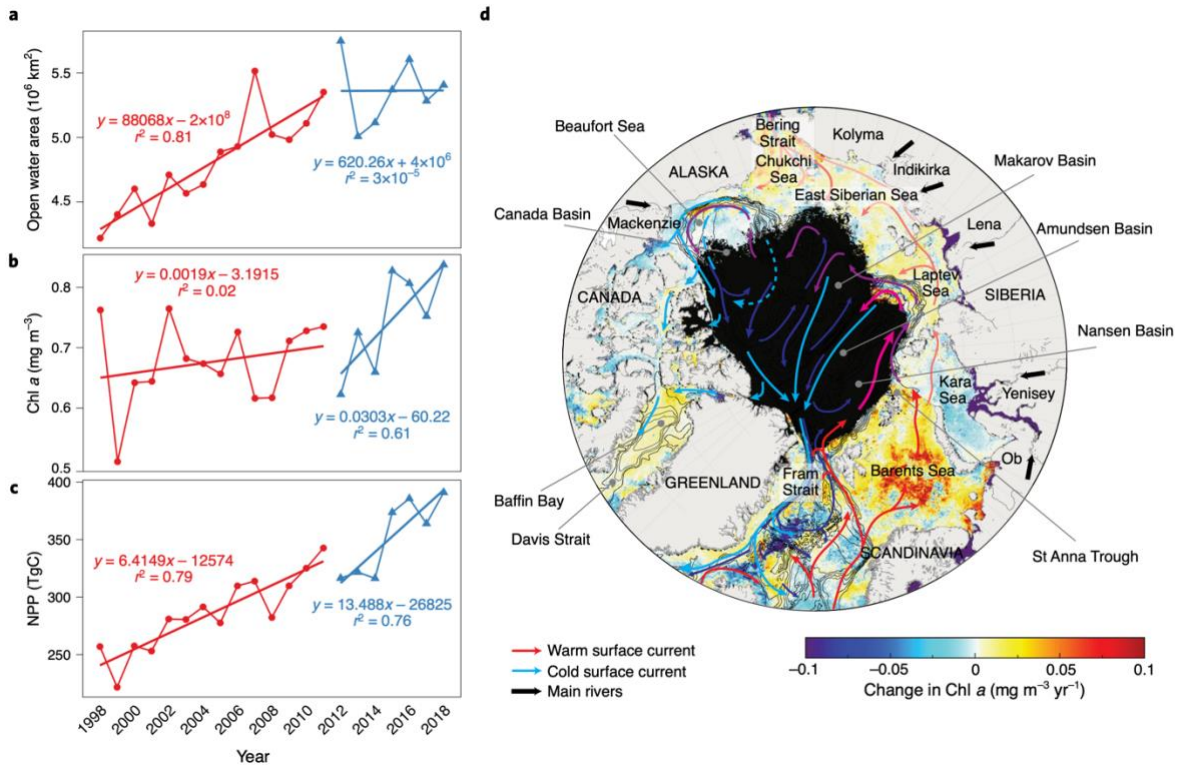 a
Open water area (10⁶ km²)
5.5
5.0
4.5
y = 88068x – 2×10⁸
r² = 0.81
y = 620.26x + 4×10⁶
r² = 3×10⁻⁵
b
Chl a (mg m⁻³)
0.8
0.7
0.6
0.5
y = 0.0019x – 3.1915
r² = 0.02
y = 0.0303x – 60.22
r² = 0.61
c
NPP (TgC)
400
350
300
250
y = 6.4149x – 12574
r² = 0.79
y = 13.488x – 26825
r² = 0.76
1998
2000
2002
2004
2006
2008
2010
2012
2014
2016
2018
Year
d
Beaufort Sea
ALASKA
Bering
Strait
Chukchi
Sea
Kolyma
Indikirka
East Siberian Sea
Makarov Basin
Canada Basin
Mackenzie
Lena
Amundsen Basin
Laptev
Sea
CANADA
SIBERIA
Nansen Basin
Kara
Sea
Yenisey
Ob
Barents Sea
Fram
Strait
GREENLAND
Baffin Bay
Davis Strait
SCANDINAVIA
St Anna Trough
Warm surface current
Cold surface current
Main rivers
–0.1
–0.05
0
0.05
0.1
Change in Chl a (mg m⁻³ yr⁻¹)